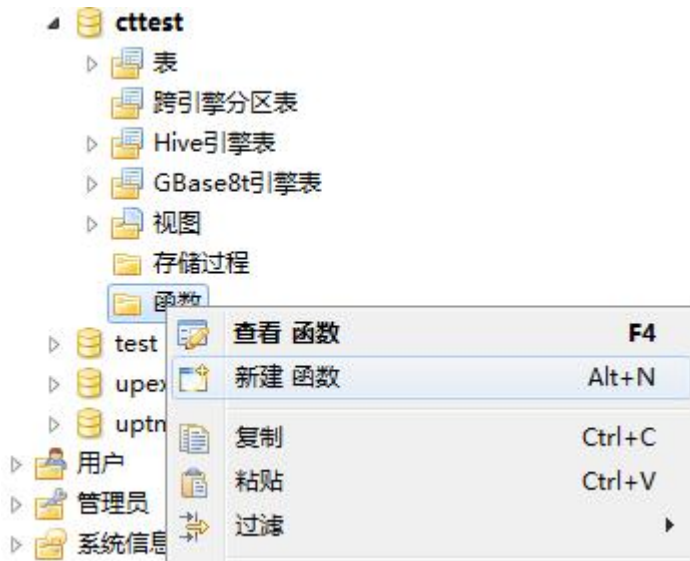 cttest
表
跨引擎分区表
Hive引擎表
GBase8t引擎表
视图
存储过程
函数
查看 函数 F4
test
新建 函数 Alt+N
upex
uptn
复制 Ctrl+C
用户
粘贴 Ctrl+V
管理员
过滤
系统信息